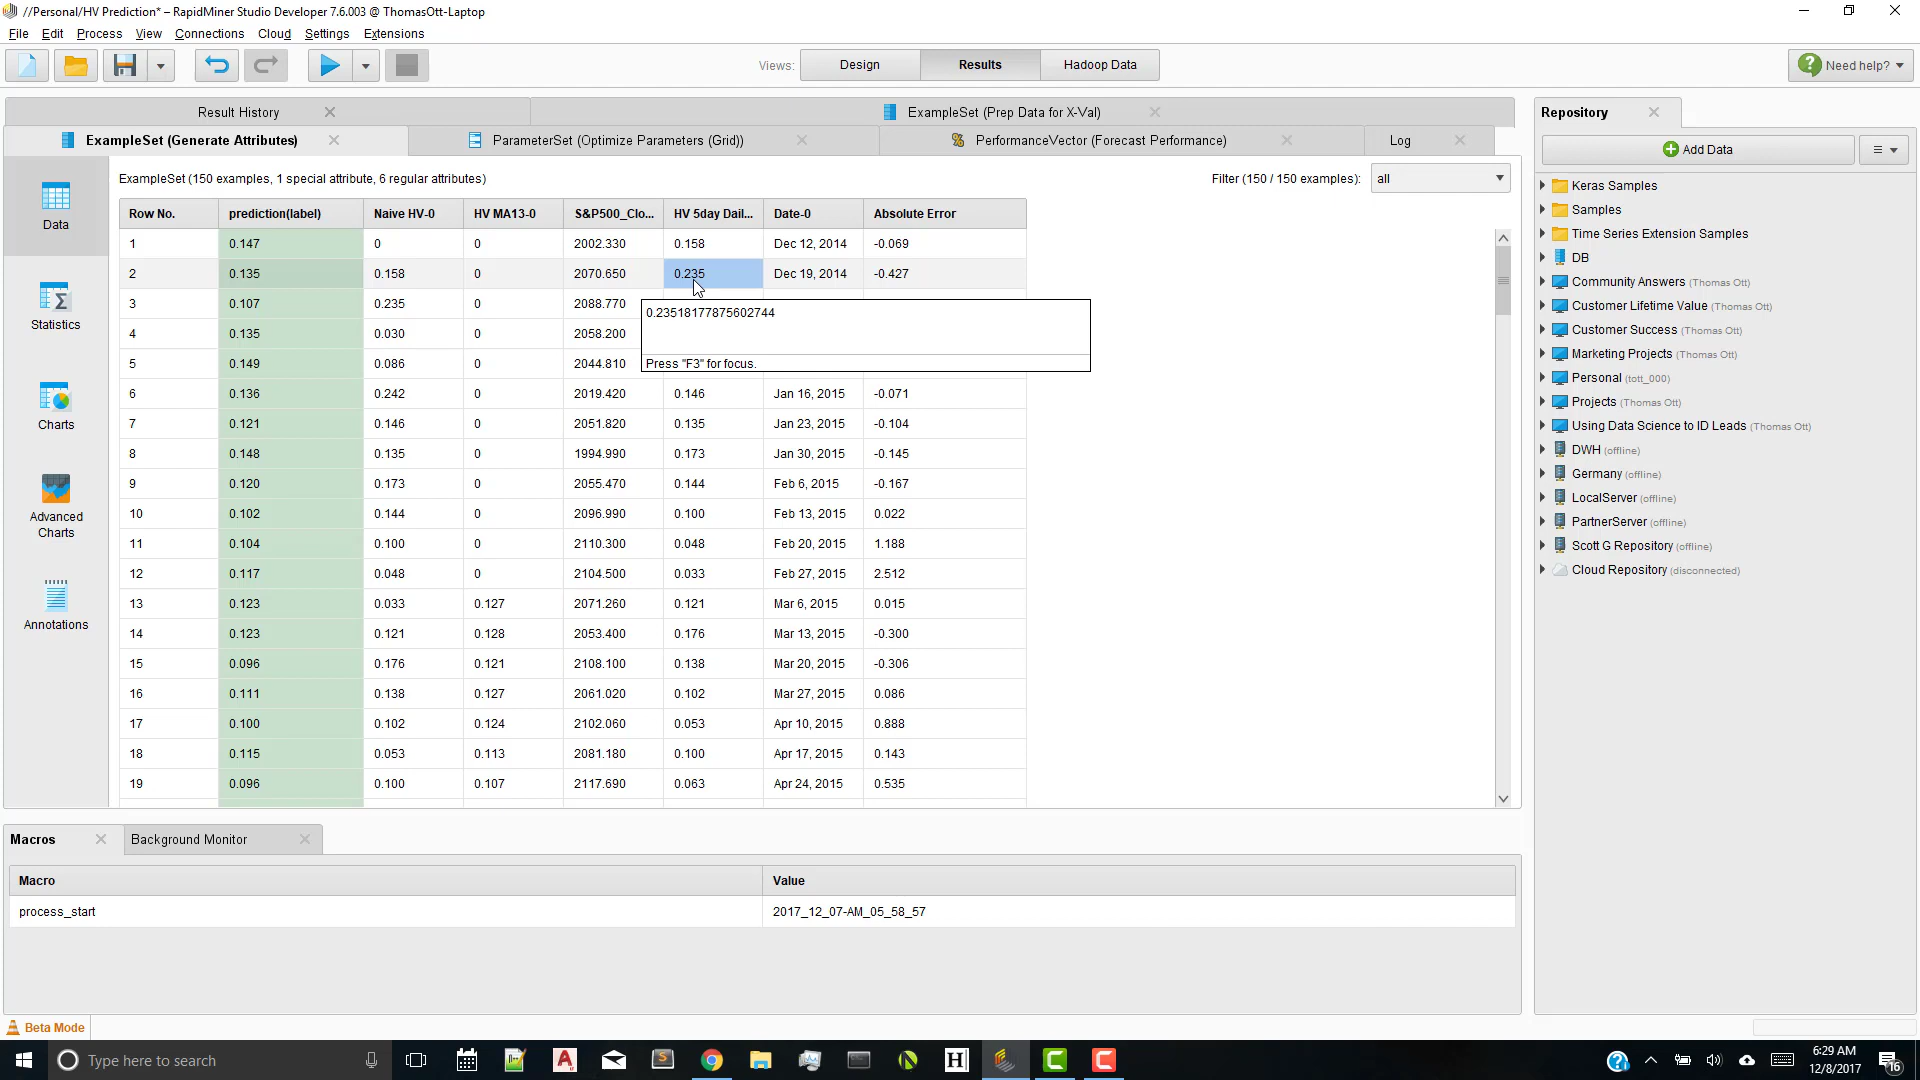 //Personal/HV Prediction* – RapidMiner Studio Developer 7.6.003 @ ThomasOtt-Laptop
File Edit Process View Connections Cloud Settings Extensions
Views: Design Results Hadoop Data Need help?
Result History ExampleSet (Prep Data for X-Val)
ExampleSet (Generate Attributes) ParameterSet (Optimize Parameters (Grid)) PerformanceVector (Forecast Performance) Log
Data
Statistics
Charts
Advanced
Charts
Annotations
ExampleSet (150 examples, 1 special attribute, 6 regular attributes) Filter (150 / 150 examples): all
Row No. prediction(label) Naive HV-0 HV MA13-0 S&P500_Clo... HV 5day Dail... Date-0 Absolute Error
1 0.147 0 0 2002.330 0.158 Dec 12, 2014 -0.069
2 0.135 0.158 0 2070.650 0.235 Dec 19, 2014 -0.427
3 0.107 0.235 0 2088.770
4 0.135 0.030 0 2058.200
5 0.149 0.086 0 2044.810
0.23518177875602744
Press "F3" for focus.
6 0.136 0.242 0 2019.420 0.146 Jan 16, 2015 -0.071
7 0.121 0.146 0 2051.820 0.135 Jan 23, 2015 -0.104
8 0.148 0.135 0 1994.990 0.173 Jan 30, 2015 -0.145
9 0.120 0.173 0 2055.470 0.144 Feb 6, 2015 -0.167
10 0.102 0.144 0 2096.990 0.100 Feb 13, 2015 0.022
11 0.104 0.100 0 2110.300 0.048 Feb 20, 2015 1.188
12 0.117 0.048 0 2104.500 0.033 Feb 27, 2015 2.512
13 0.123 0.033 0.127 2071.260 0.121 Mar 6, 2015 0.015
14 0.123 0.121 0.128 2053.400 0.176 Mar 13, 2015 -0.300
15 0.096 0.176 0.121 2108.100 0.138 Mar 20, 2015 -0.306
16 0.111 0.138 0.127 2061.020 0.102 Mar 27, 2015 0.086
17 0.100 0.102 0.124 2102.060 0.053 Apr 10, 2015 0.888
18 0.115 0.053 0.113 2081.180 0.100 Apr 17, 2015 0.143
19 0.096 0.100 0.107 2117.690 0.063 Apr 24, 2015 0.535
Repository
Add Data
Keras Samples
Samples
Time Series Extension Samples
DB
Community Answers (Thomas Ott)
Customer Lifetime Value (Thomas Ott)
Customer Success (Thomas Ott)
Marketing Projects (Thomas Ott)
Personal (tott_000)
Projects (Thomas Ott)
Using Data Science to ID Leads (Thomas Ott)
DWH (offline)
Germany (offline)
LocalServer (offline)
PartnerServer (offline)
Scott G Repository (offline)
Cloud Repository (disconnected)
Macros Background Monitor
Macro Value
process_start 2017_12_07-AM_05_58_57
Beta Mode
Type here to search
6:29 AM
12/8/2017
16